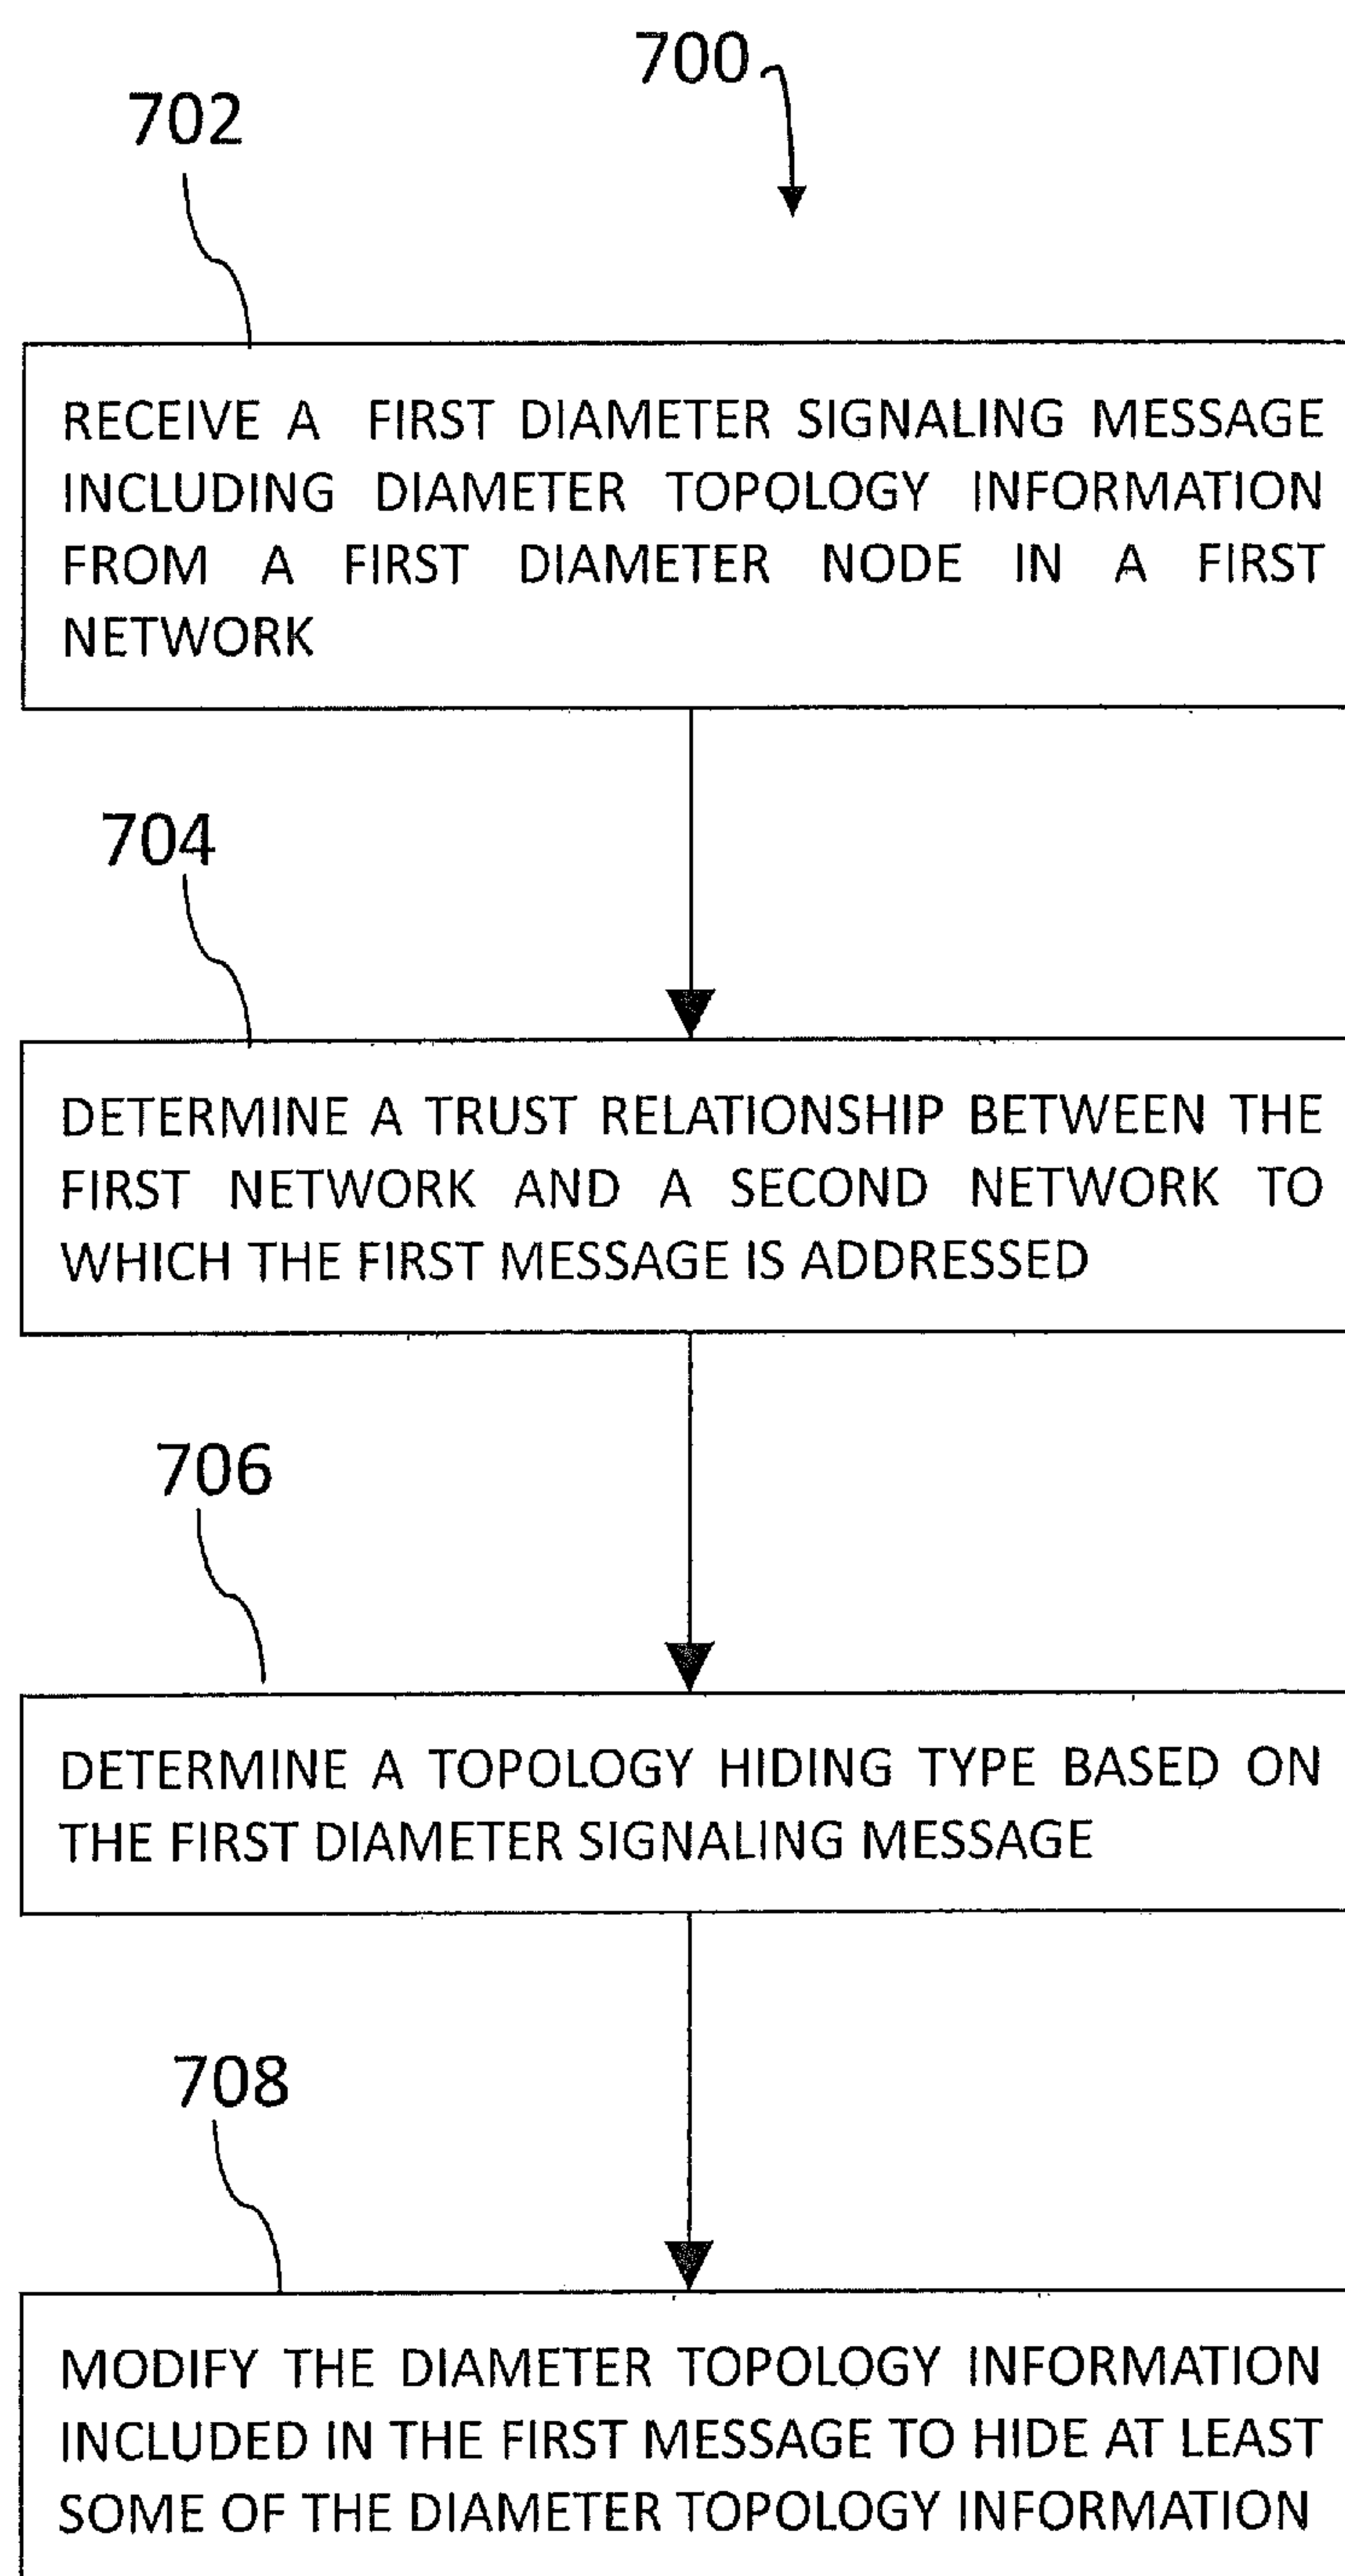 700
702
RECEIVE A FIRST DIAMETER SIGNALING MESSAGE
INCLUDING DIAMETER TOPOLOGY INFORMATION
FROM A FIRST DIAMETER NODE IN A FIRST
NETWORK
704
DETERMINE A TRUST RELATIONSHIP BETWEEN THE
FIRST NETWORK AND A SECOND NETWORK TO
WHICH THE FIRST MESSAGE IS ADDRESSED
706
DETERMINE A TOPOLOGY HIDING TYPE BASED ON
THE FIRST DIAMETER SIGNALING MESSAGE
708
MODIFY THE DIAMETER TOPOLOGY INFORMATION
INCLUDED IN THE FIRST MESSAGE TO HIDE AT LEAST
SOME OF THE DIAMETER TOPOLOGY INFORMATION